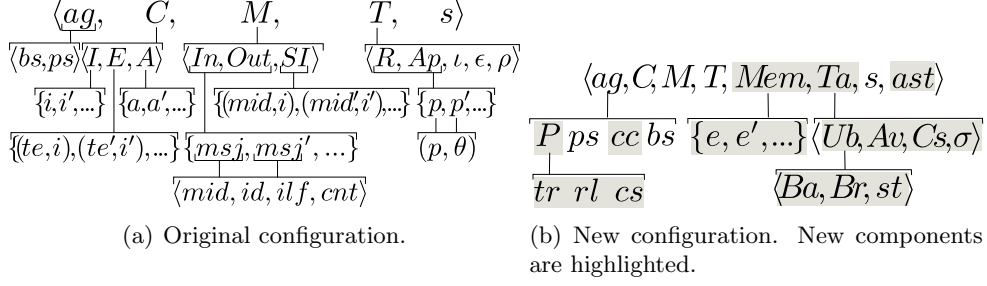 ⟨ag, C, M, T, s⟩
⟨bs,ps⟩ ⟨I, E, A⟩ ⟨In, Out, SI⟩ ⟨R, Ap, ι, ϵ, ρ⟩
{i,i′,...} {a,a′,...} {(mid,i),(mid′,i′),...} {p,p′,...}
{(te,i),(te′,i′),...} {msj,msj′, ...} (p, θ)
⟨mid, id, ilf, cnt⟩
(a) Original configuration.
⟨ag,C,M,T,Mem,Ta,s,ast⟩
P ps cc bs {e, e′,...} ⟨Ub,Av,Cs,σ⟩
tr rl cs ⟨Ba,Br,st⟩
(b) New configuration. New components
are highlighted.